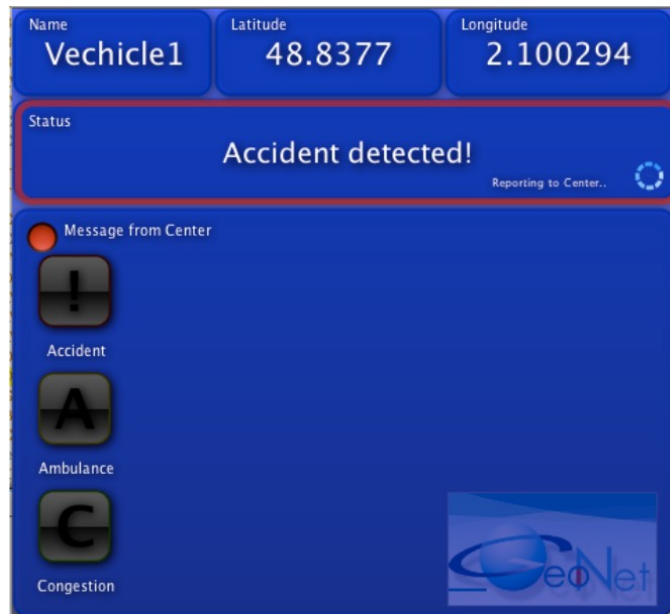 Name
Vechicle1
Latitude
48.8377
Longitude
2.100294
Status
Accident detected!
Reporting to Center..
Message from Center
!
Accident
A
Ambulance
C
Congestion
GeoNet